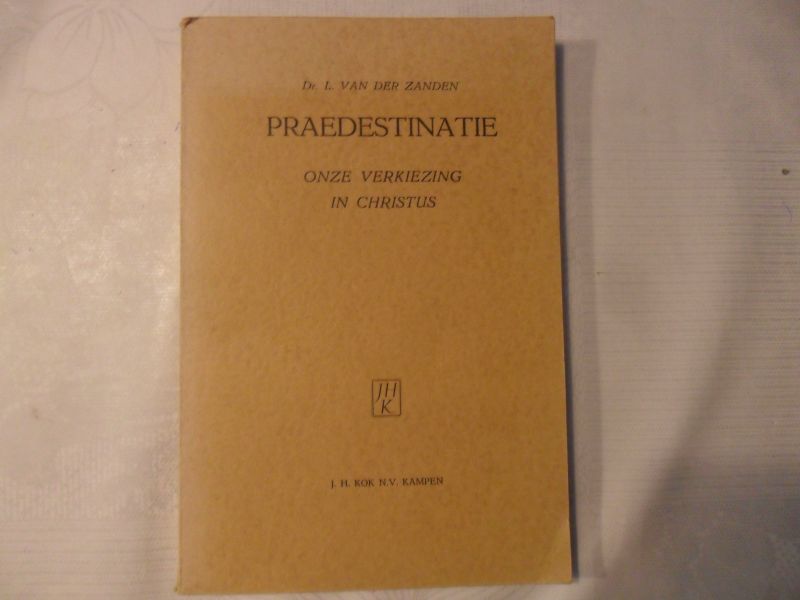 Dr. L. VAN DER ZANDEN
PRAEDESTINATIE
ONZE VERKIEZING
IN CHRISTUS
JH
K
J. H. KOK N.V. KAMPEN